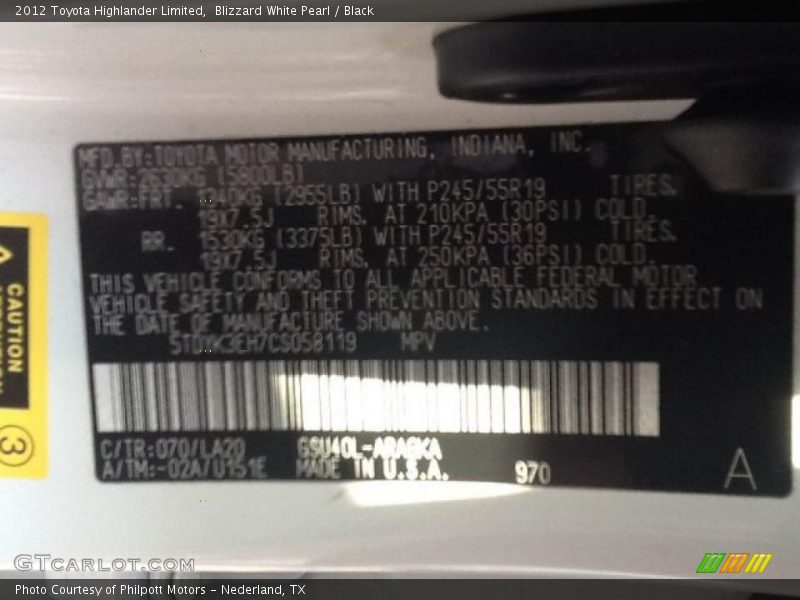 2012 Toyota Highlander Limited,  Blizzard White Pearl / Black
MFD.BY:TOYOTA MOTOR MANUFACTURING, INDIANA, INC.
GVWR:2630KG (5800LB)
GAWR:FRT. 1340KG (2955LB) WITH P245/55R19 TIRES,
19X7.5J RIMS, AT 210KPA (30PSI) COLD.
RR. 1530KG (3375LB) WITH P245/55R19 TIRES,
19X7.5J RIMS, AT 250KPA (36PSI) COLD.
THIS VEHICLE CONFORMS TO ALL APPLICABLE FEDERAL MOTOR
VEHICLE SAFETY AND THEFT PREVENTION STANDARDS IN EFFECT ON
THE DATE OF MANUFACTURE SHOWN ABOVE.
MPV
C/TR:070/LA20 GSU40L-ARAGKA
A/TM:-02A/U151E MADE IN U.S.A. 970
A
CAUTION
3
GTCARLOT.COM
Photo Courtesy of Philpott Motors – Nederland, TX